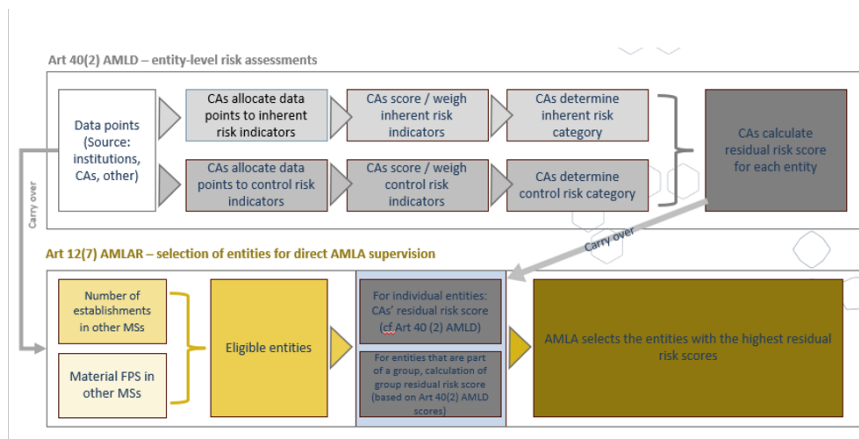 Art 40(2) AMLD – entity-level risk assessments
Data points
(Source:
institutions,
CAs, other)
CAs allocate data
points to inherent
risk indicators
CAs score / weigh
inherent risk
indicators
CAs determine
inherent risk
category
CAs allocate data
points to control risk
indicators
CAs score / weigh
control risk
indicators
CAs determine
control risk category
CAs calculate
residual risk score
for each entity
Carry over
Carry over
Art 12(7) AMLAR – selection of entities for direct AMLA supervision
Number of
establishments
in other MSs
Material FPS in
other MSs
Eligible entities
For individual entities:
CAs’ residual risk score
(cf Art 40 (2) AMLD)
For entities that are part
of a group, calculation of
group residual risk score
(based on Art 40(2) AMLD
scores)
AMLA selects the entities with the highest residual
risk scores